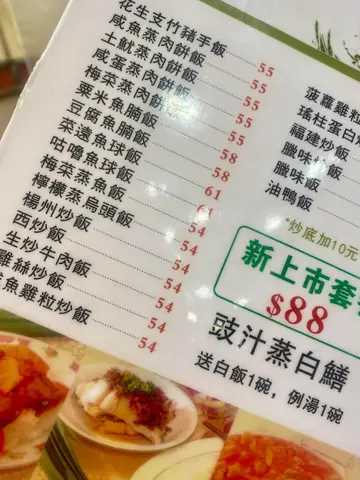 花生支竹豬手飯 55
咸魚蒸肉餅飯 55
土魷蒸肉餅飯 55
咸蛋蒸肉餅飯 55
梅菜蒸肉餅飯 55
粟米魚腩飯 58
豆腐魚腩飯 58
菜遠魚球飯 58
咕嚕魚球飯 61
梅菜蒸魚飯 61
檸檬蒸烏頭飯 54
楊州炒飯 54
西炒飯 54
生炒牛肉飯 54
雞絲炒飯 54
魚雞粒炒飯 54
菠蘿雞粒
瑤柱蛋白炒
福建炒飯
臘味炒飯
臘味飯
油鴨飯
*炒底加10元
新上市套
$88
豉汁蒸白鱔
送白飯1碗，例湯1